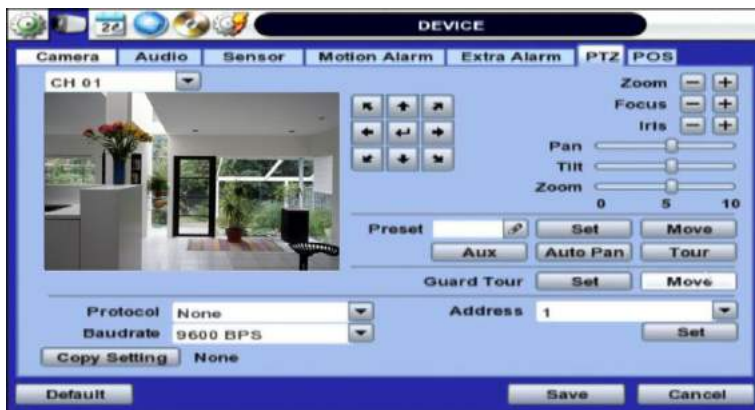 DEVICE
Camera Audio Sensor Motion Alarm Extra Alarm PTZ POS
CH 01
Zoom - +
Focus - +
Iris - +
Pan
Tilt
Zoom
0 5 10
Preset Set Move
Aux Auto Pan Tour
Guard Tour Set Move
Protocol None Address 1
Baudrate 9600 BPS Set
Copy Setting None
Default Save Cancel